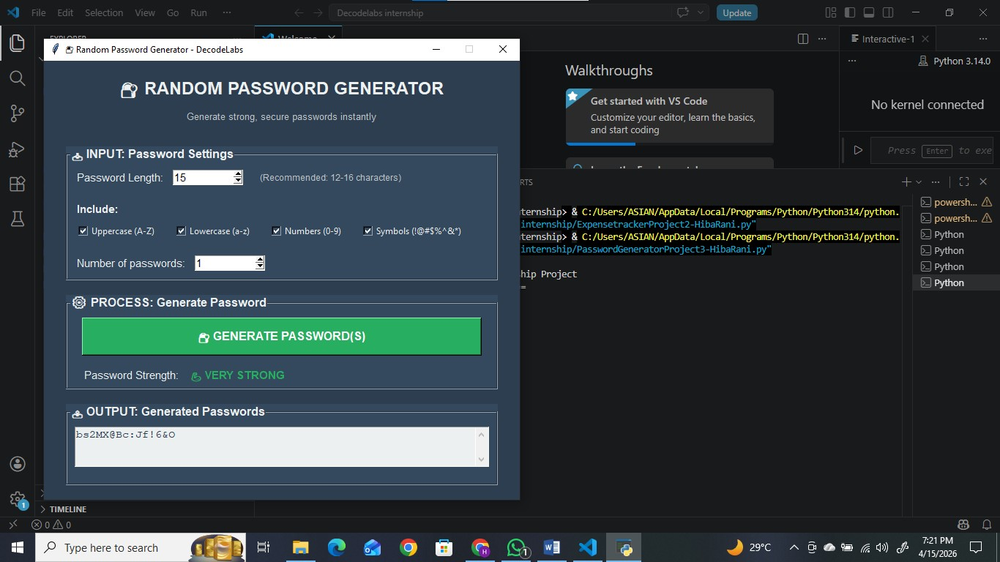 File Edit Selection View Go Run ···
Decodelabs internship
Update
EXPLORER
Welcome
Interactive-1
Python 3.14.0
No kernel connected
Press Enter to exe
Walkthroughs
Get started with VS Code
Customize your editor, learn the basics,
and start coding
RTS
nternship> & C:/Users/ASIAN/AppData/Local/Programs/Python/Python314/python.
internship/ExpensetrackerProject2-HibaRani.py"
nternship> & C:/Users/ASIAN/AppData/Local/Programs/Python/Python314/python.
internship/PasswordGeneratorProject3-HibaRani.py"
hip Project
=
powersh...
powersh...
Python
Python
Python
Python
Random Password Generator - DecodeLabs
RANDOM PASSWORD GENERATOR
Generate strong, secure passwords instantly
INPUT: Password Settings
Password Length: 15 (Recommended: 12-16 characters)
Include:
Uppercase (A-Z) Lowercase (a-z) Numbers (0-9) Symbols (!@#$%^&*)
Number of passwords: 1
PROCESS: Generate Password
GENERATE PASSWORD(S)
Password Strength: VERY STRONG
OUTPUT: Generated Passwords
bs2MX@Bc:Jf!6&O
TIMELINE
1
0 0
Type here to search
1
29°C
7:21 PM
4/15/2026